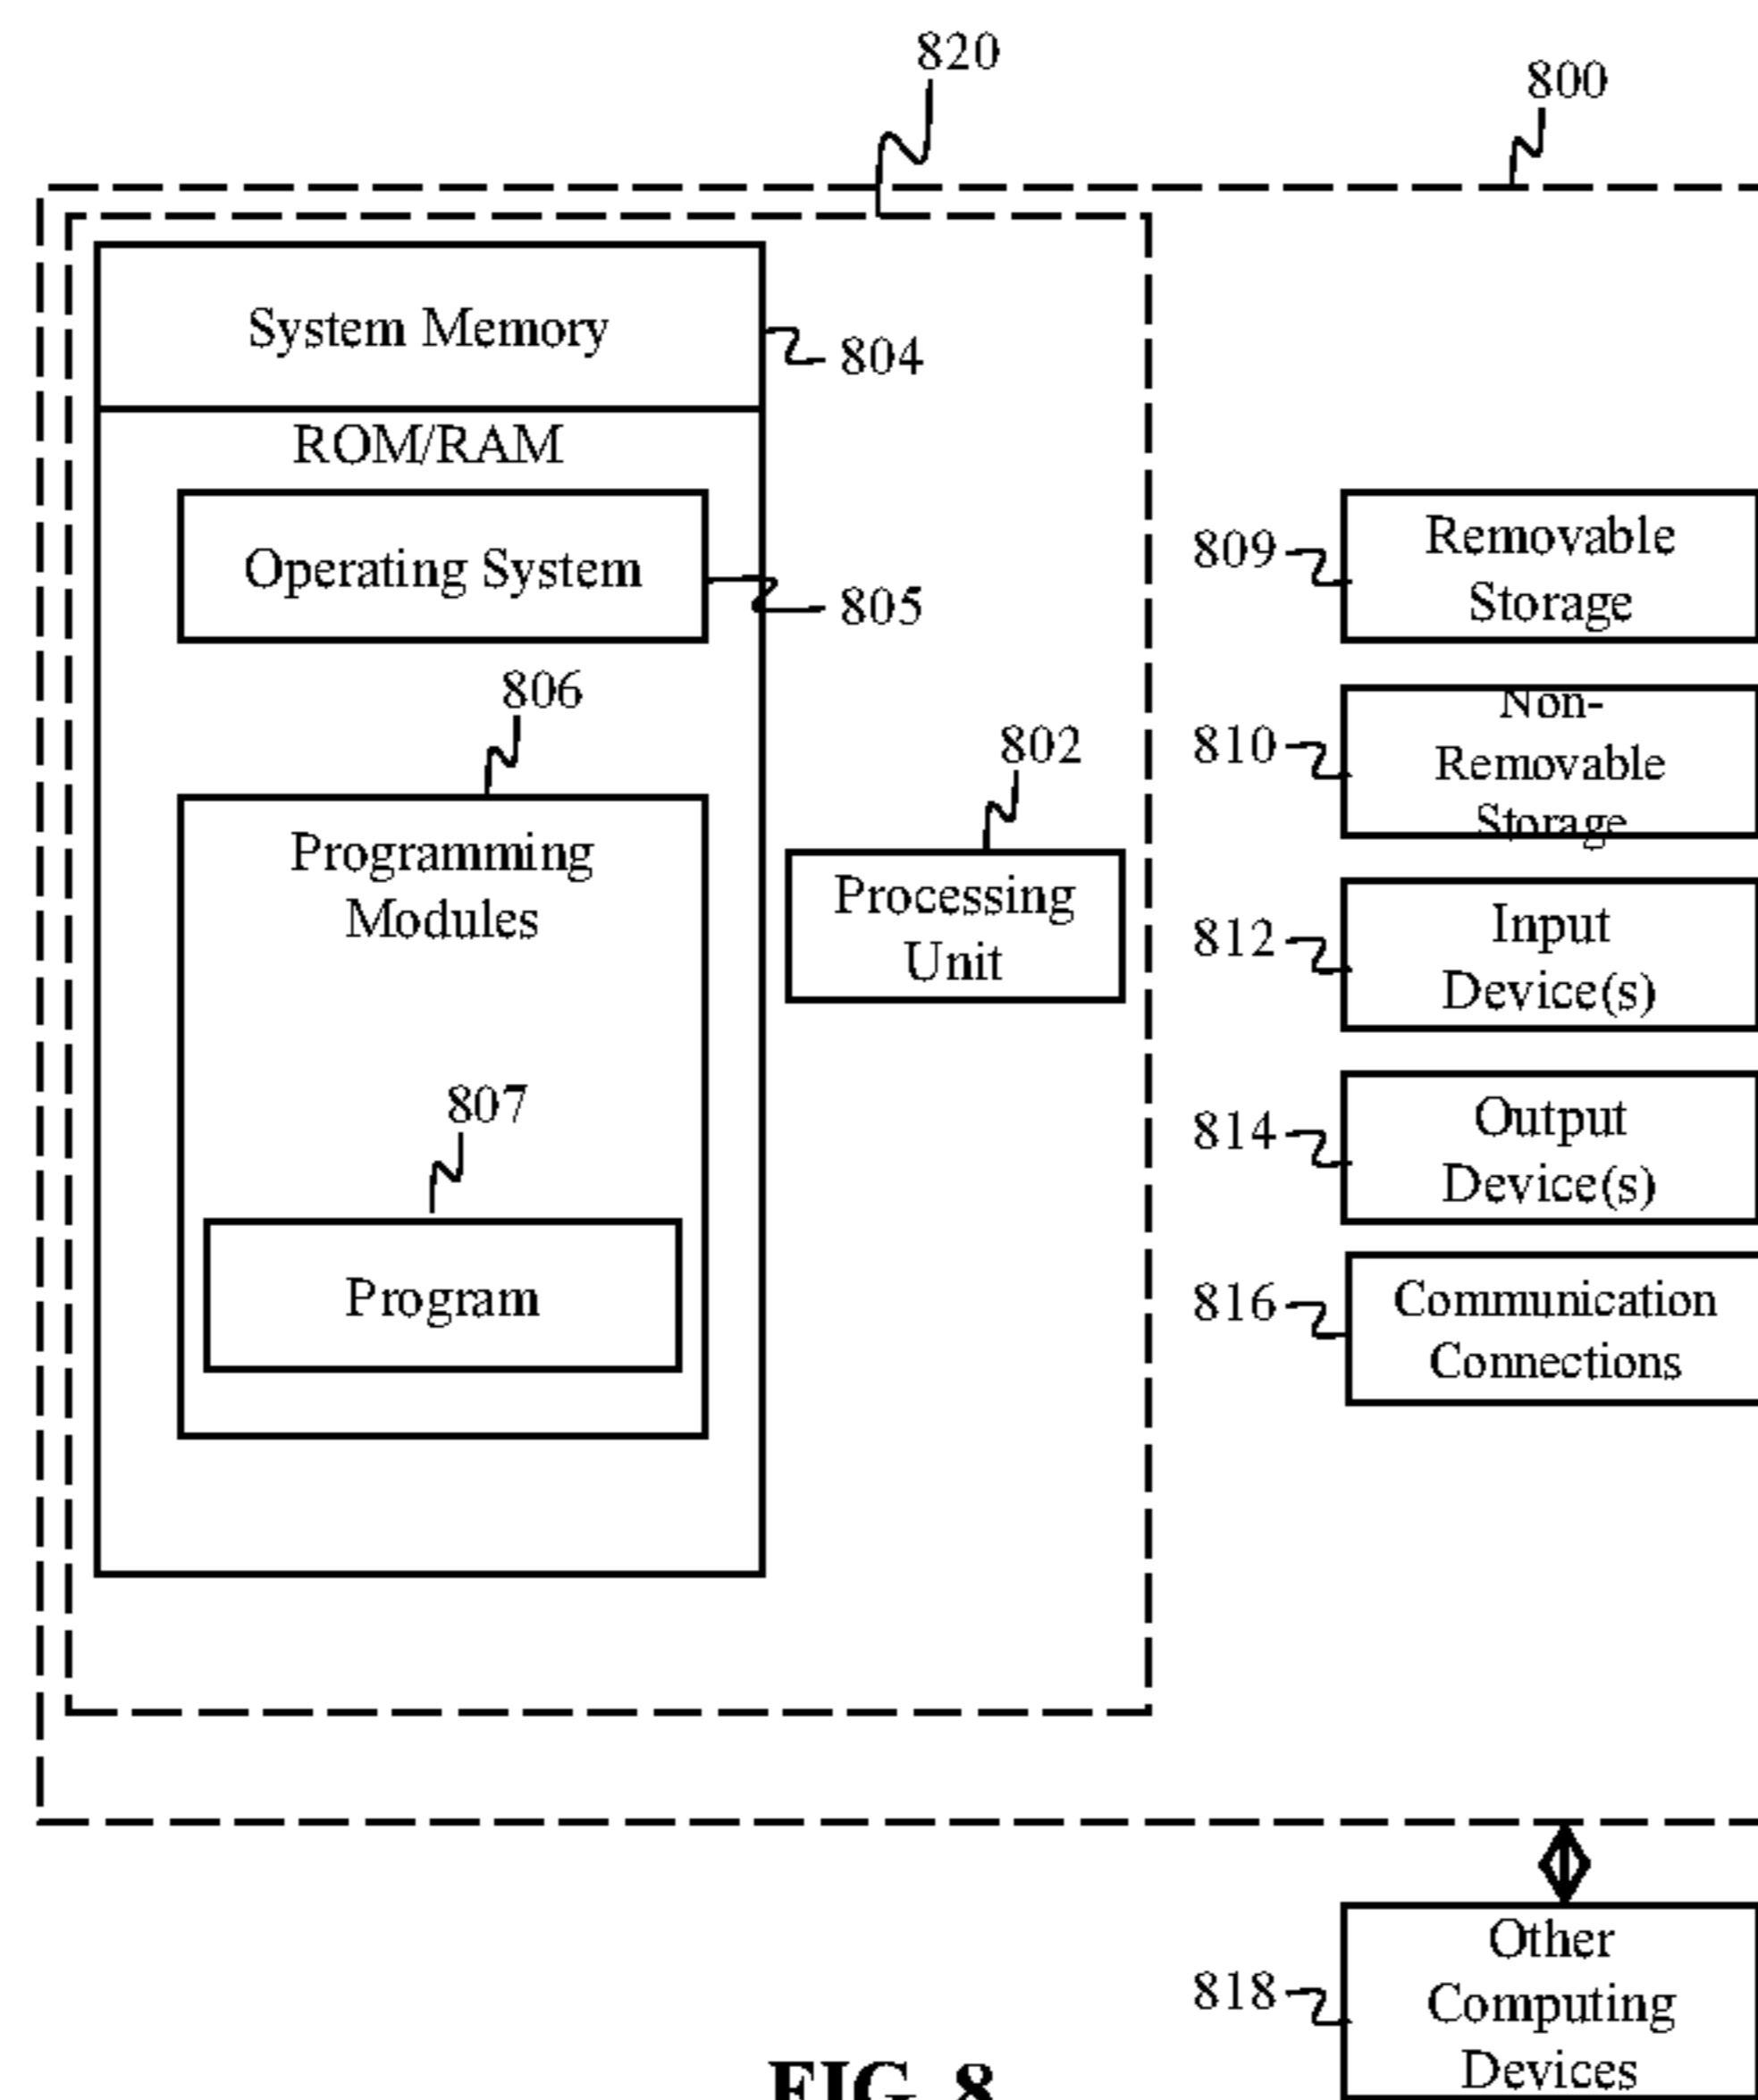 820
800
System Memory
804
ROM/RAM
Operating System
805
806
Programming
Modules
807
Program
802
Processing
Unit
809
Removable
Storage
810
Non-
Removable
Storage
812
Input
Device(s)
814
Output
Device(s)
816
Communication
Connections
818
Other
Computing
Devices
FIG. 8